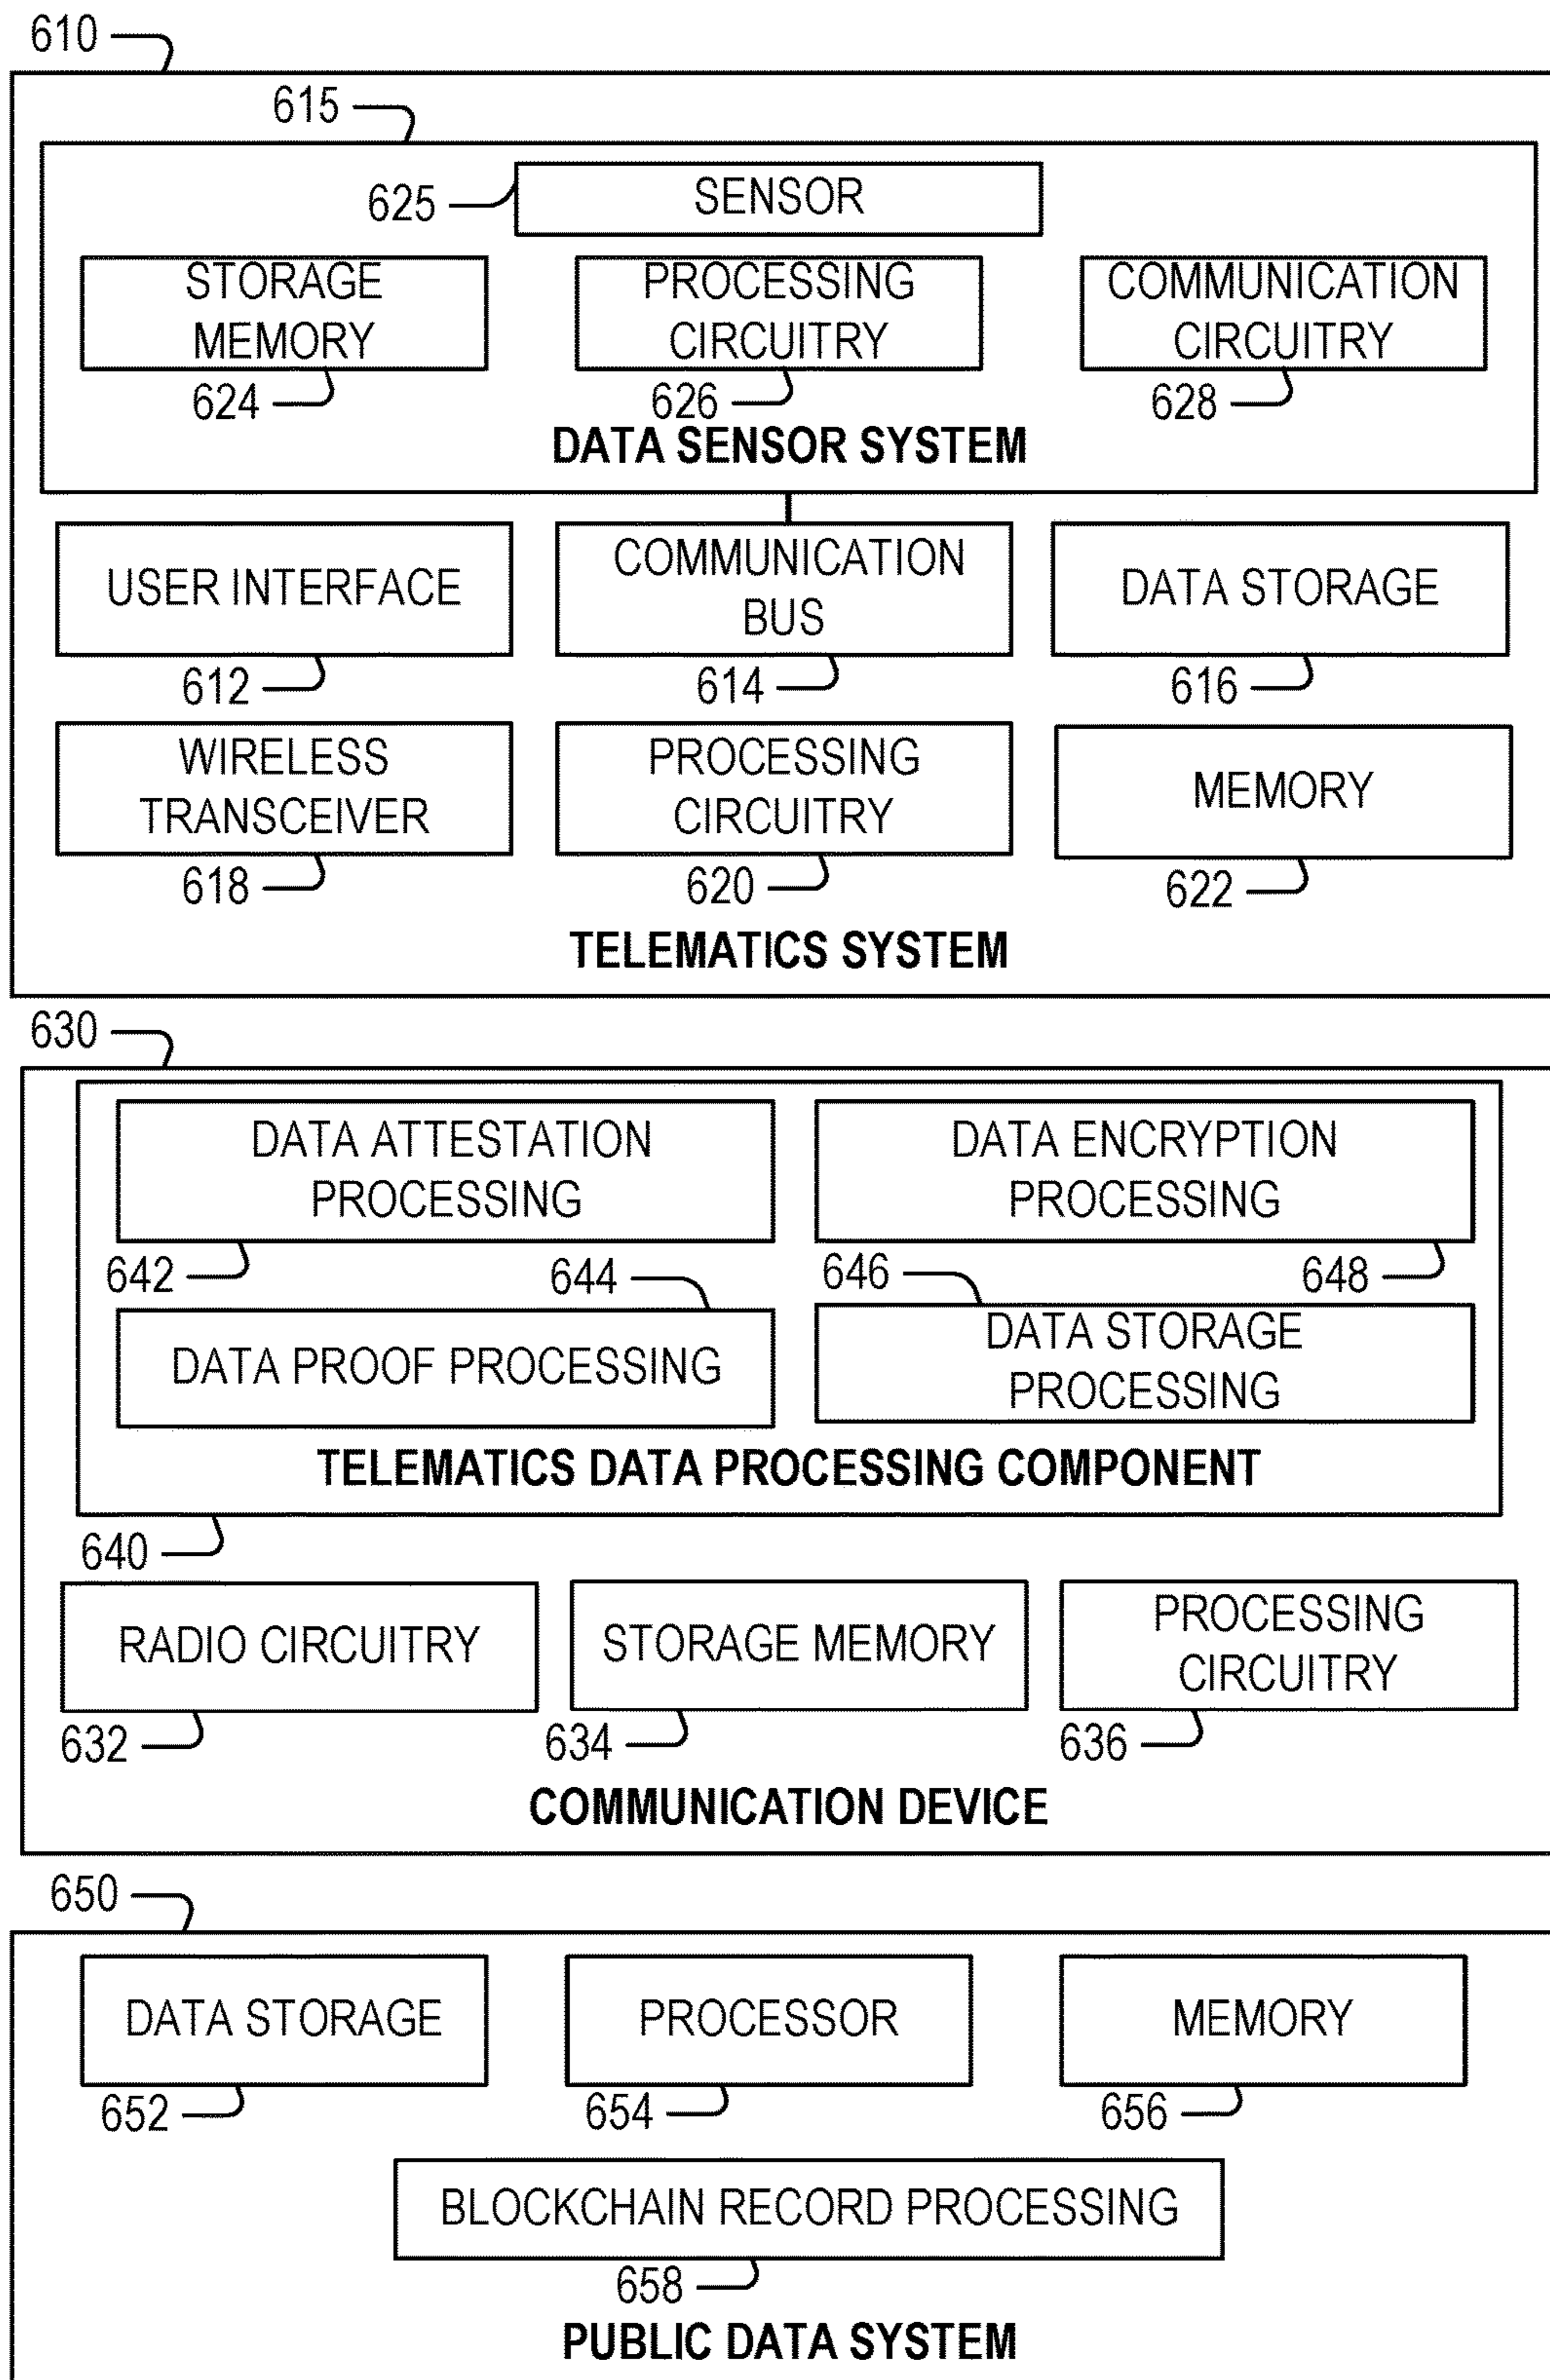 610
615
625
SENSOR
STORAGE
MEMORY
624
PROCESSING
CIRCUITRY
626
COMMUNICATION
CIRCUITRY
628
DATA SENSOR SYSTEM
USER INTERFACE
612
COMMUNICATION
BUS
614
DATA STORAGE
616
WIRELESS
TRANSCEIVER
618
PROCESSING
CIRCUITRY
620
MEMORY
622
TELEMATICS SYSTEM
630
DATA ATTESTATION
PROCESSING
642
DATA ENCRYPTION
PROCESSING
648
644
DATA PROOF PROCESSING
646
DATA STORAGE
PROCESSING
TELEMATICS DATA PROCESSING COMPONENT
640
RADIO CIRCUITRY
632
STORAGE MEMORY
634
PROCESSING
CIRCUITRY
636
COMMUNICATION DEVICE
650
DATA STORAGE
652
PROCESSOR
654
MEMORY
656
BLOCKCHAIN RECORD PROCESSING
658
PUBLIC DATA SYSTEM